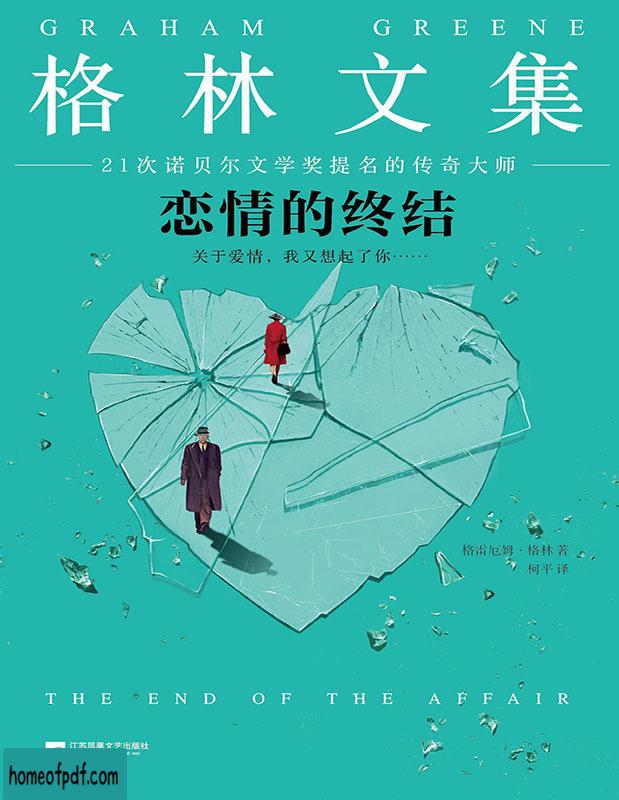 GRAHAM GREENE
格林文集
21次诺贝尔文学奖提名的传奇大师
恋情的终结
关于爱情，我又想起了你……
格雷厄姆·格林 著
柯平 译
THE END OF THE AFFAIR
江苏凤凰文艺出版社
homeofpdf.com